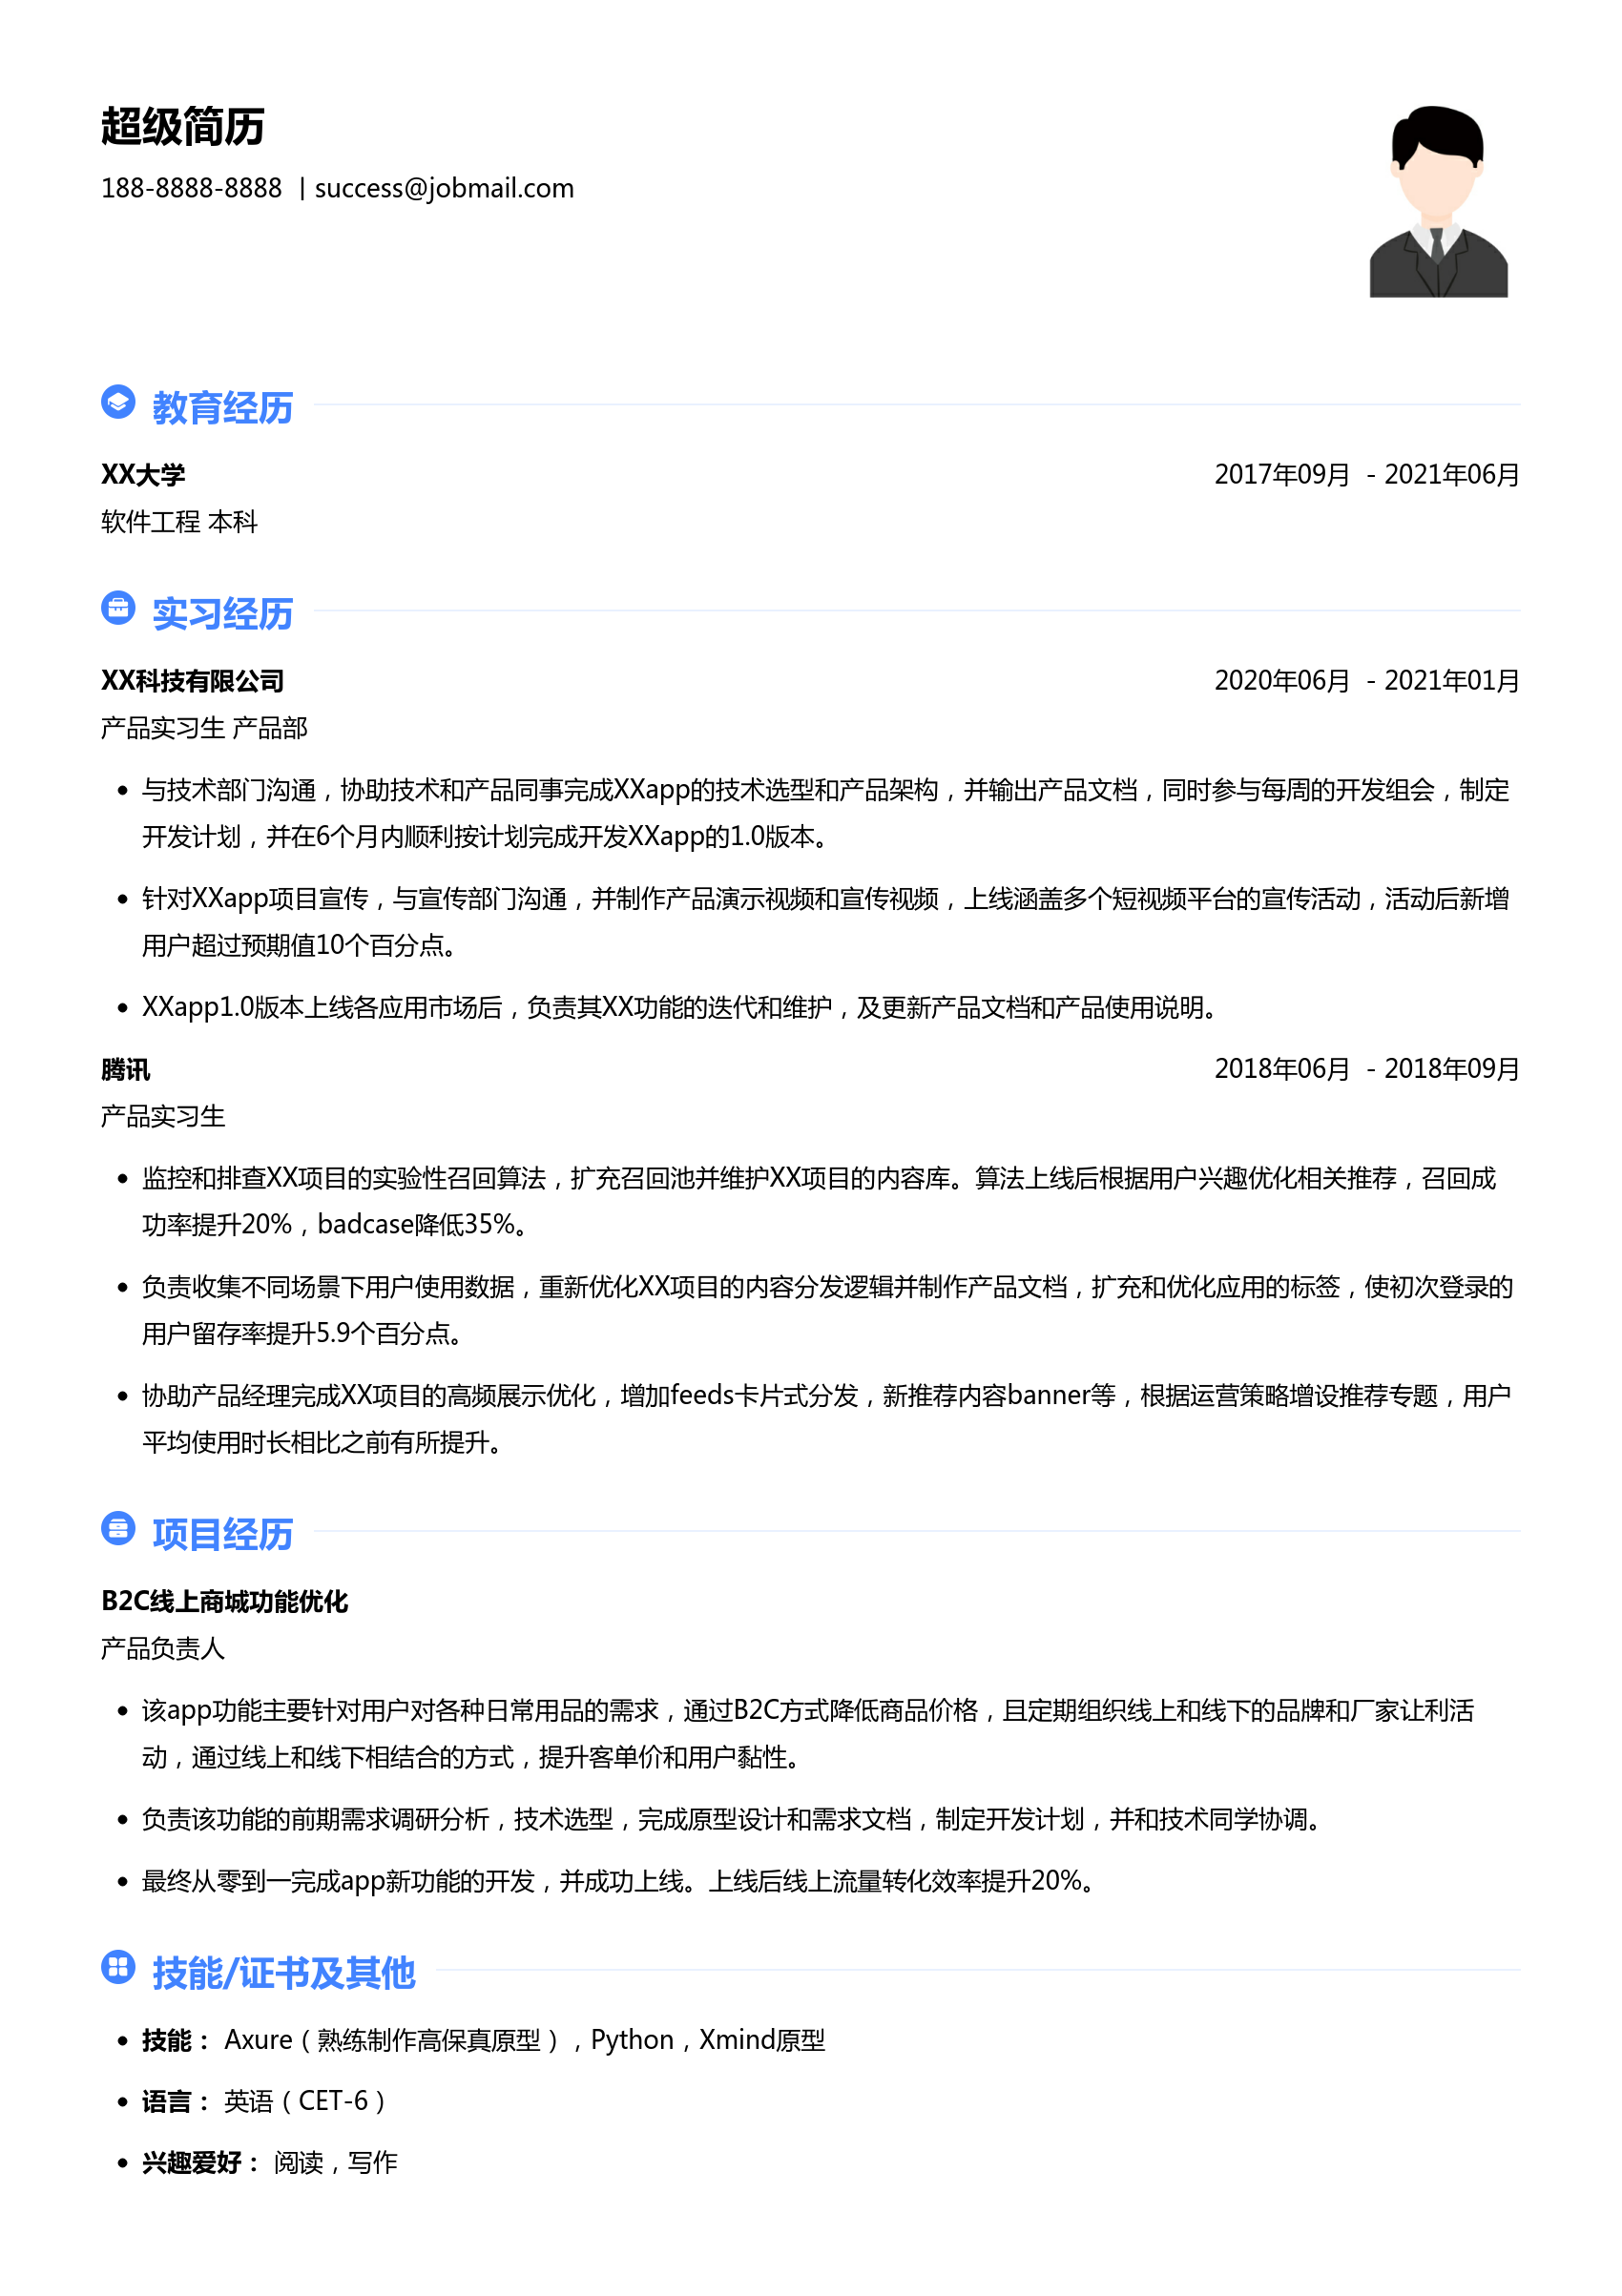 超级简历
188-8888-8888 | success@jobmail.com
教育经历
XX大学 2017年09月 - 2021年06月
软件工程 本科
实习经历
XX科技有限公司 2020年06月 - 2021年01月
产品实习生 产品部
• 与技术部门沟通，协助技术和产品同事完成XXapp的技术选型和产品架构，并输出产品文档，同时参与每周的开发组会，制定
开发计划，并在6个月内顺利按计划完成开发XXapp的1.0版本。
• 针对XXapp项目宣传，与宣传部门沟通，并制作产品演示视频和宣传视频，上线涵盖多个短视频平台的宣传活动，活动后新增
用户超过预期值10个百分点。
• XXapp1.0版本上线各应用市场后，负责其XX功能的迭代和维护，及更新产品文档和产品使用说明。
腾讯 2018年06月 - 2018年09月
产品实习生
• 监控和排查XX项目的实验性召回算法，扩充召回池并维护XX项目的内容库。算法上线后根据用户兴趣优化相关推荐，召回成
功率提升20%，badcase降低35%。
• 负责收集不同场景下用户使用数据，重新优化XX项目的内容分发逻辑并制作产品文档，扩充和优化应用的标签，使初次登录的
用户留存率提升5.9个百分点。
• 协助产品经理完成XX项目的高频展示优化，增加feeds卡片式分发，新推荐内容banner等，根据运营策略增设推荐专题，用户
平均使用时长相比之前有所提升。
项目经历
B2C线上商城功能优化
产品负责人
• 该app功能主要针对用户对各种日常用品的需求，通过B2C方式降低商品价格，且定期组织线上和线下的品牌和厂家让利活
动，通过线上和线下相结合的方式，提升客单价和用户黏性。
• 负责该功能的前期需求调研分析，技术选型，完成原型设计和需求文档，制定开发计划，并和技术同学协调。
• 最终从零到一完成app新功能的开发，并成功上线。上线后线上流量转化效率提升20%。
技能/证书及其他
• 技能： Axure（熟练制作高保真原型），Python，Xmind原型
• 语言： 英语（CET-6）
• 兴趣爱好： 阅读，写作